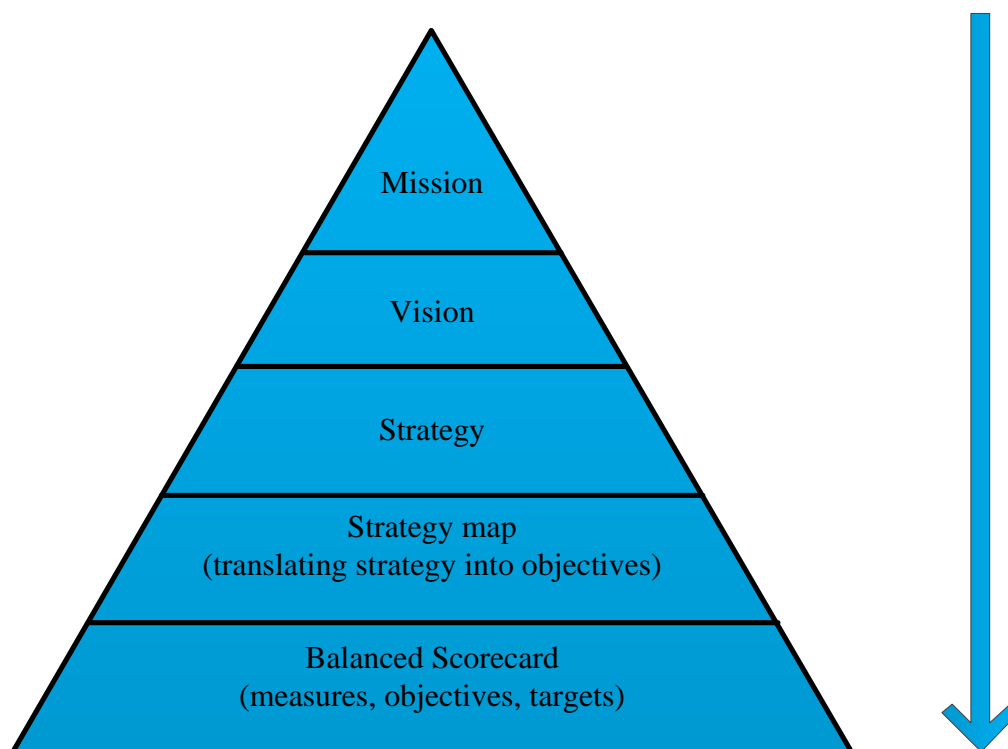 Mission
Vision
Strategy
Strategy map
(translating strategy into objectives)
Balanced Scorecard
(measures, objectives, targets)